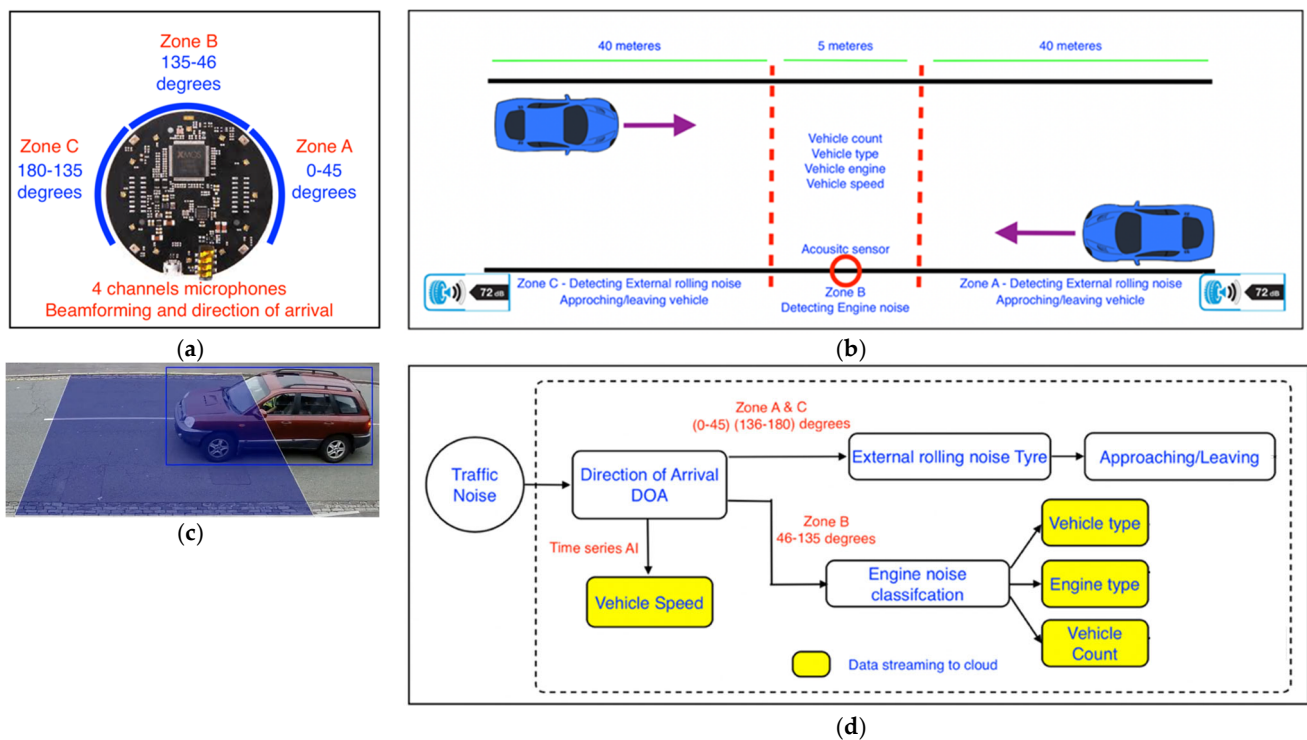 Zone B
135-46
degrees
Zone C
180-135
degrees
Zone A
0-45
degrees
XMOS
4 channels microphones
Beamforming and direction of arrival
(a)
40 meteres
5 meteres
40 meteres
Vehicle count
Vehicle type
Vehicle engine
Vehicle speed
Acousitc sensor
72 dB
Zone C - Detecting External rolling noise
Approching/leaving vehicle
Zone B
Detecting Engine noise
Zone A - Detecting External rolling noise
Approaching/leaving vehicle
72 dB
(b)
(c)
Traffic
Noise
Direction of Arrival
DOA
Zone A & C
(0-45) (136-180) degrees
External rolling noise Tyre
Approaching/Leaving
Time series AI
Vehicle Speed
Zone B
46-135 degrees
Engine noise
classifcation
Vehicle type
Engine type
Vehicle
Count
Data streaming to cloud
(d)